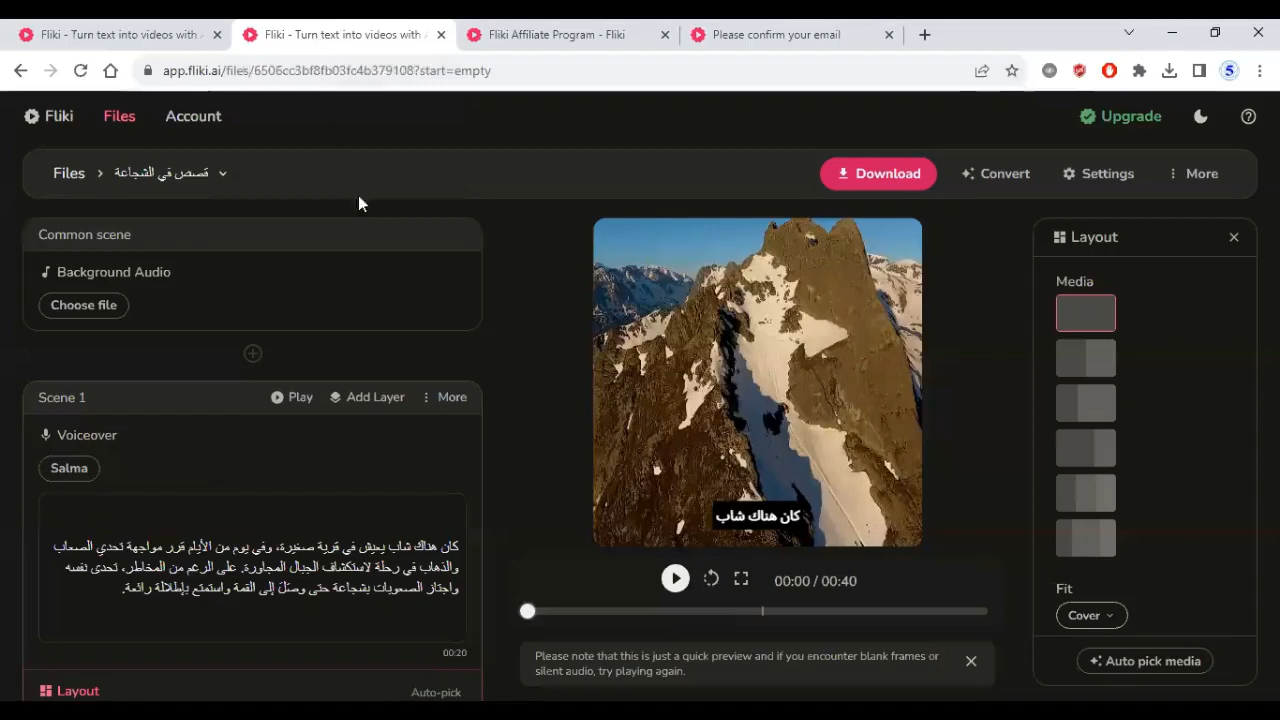 Fliki - Turn text into videos with
Fliki - Turn text into videos with
Fliki Affiliate Program - Fliki
Please confirm your email
app.fliki.ai/files/6506cc3bf8fb03fc4b379108?start=empty
5
Fliki
Files
Account
Upgrade
Files
قصص في الشجاعة
Download
Convert
Settings
More
Common scene
Background Audio
Choose file
Scene 1
Play
Add Layer
More
Voiceover
Salma
كان هناك شاب يعيش في قرية صغيرة، وفي يوم من الأيام قرر مواجهة تحدي الصعاب
والذهاب في رحلة لاستكشاف الجبال المجاورة. على الرغم من المخاطر، تحدى نفسه
واجتاز الصعوبات بشجاعة حتى وصل إلى القمة واستمتع بإطلالة رائعة.
00:20
Layout
Auto-pick
كان هناك شاب
00:00 / 00:40
Please note that this is just a quick preview and if you encounter blank frames or
silent audio, try playing again.
Layout
Media
Fit
Cover
Auto pick media